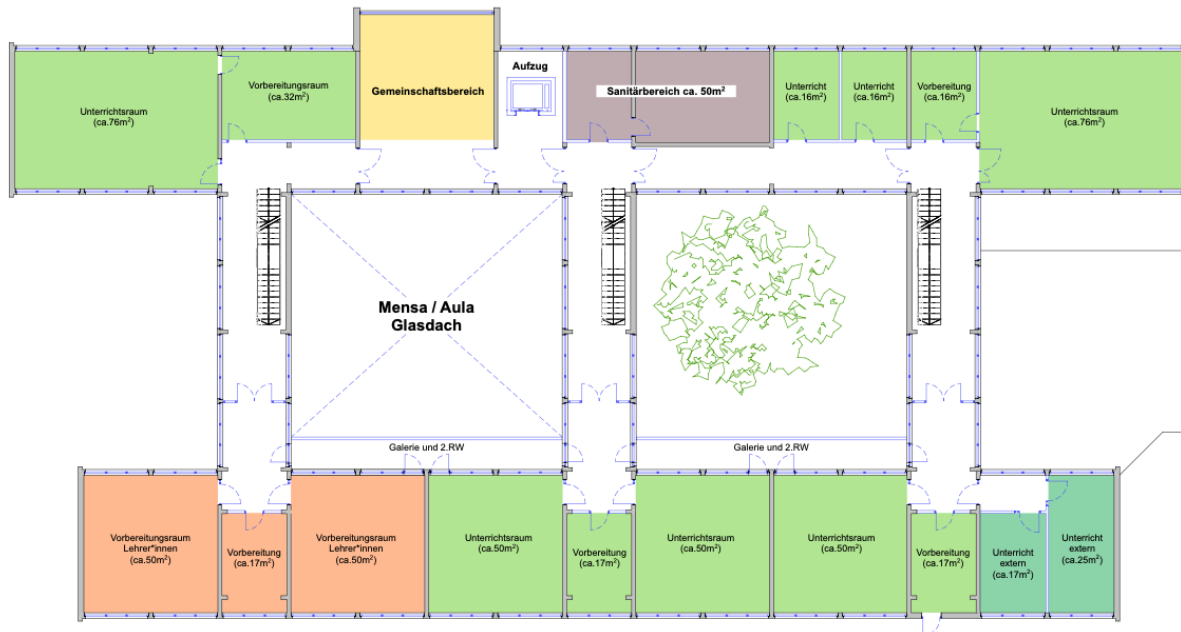 Aufzug
Unterrichtsraum
(ca.76m²)
Vorbereitungsraum
(ca.32m²)
Gemeinschaftsbereich
Sanitärbereich ca. 50m²
Unterricht
(ca.16m²)
Unterricht
(ca.16m²)
Vorbereitung
(ca.16m²)
Unterrichtsraum
(ca.76m²)
Mensa / Aula
Glasdach
Galerie und 2.RW
Galerie und 2.RW
Vorbereitungsraum
Lehrer*innen
(ca.50m²)
Vorbereitung
(ca.17m²)
Vorbereitungsraum
Lehrer*innen
(ca.50m²)
Unterrichtsraum
(ca.50m²)
Vorbereitung
(ca.17m²)
Unterrichtsraum
(ca.50m²)
Unterrichtsraum
(ca.50m²)
Vorbereitung
(ca.17m²)
Unterricht
extern
(ca.17m²)
Unterricht
extern
(ca.25m²)